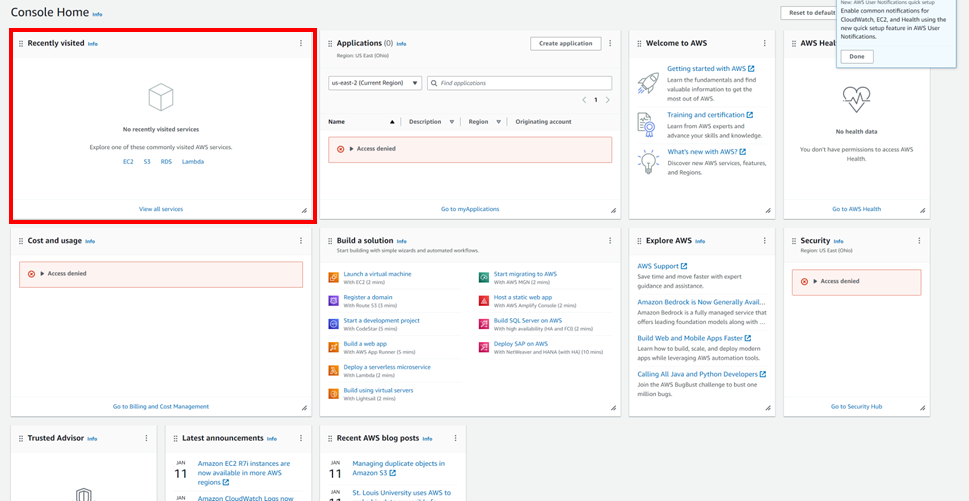 Console Home Info
Reset to default
New: AWS User Notifications quick setup
Enable common notifications for
CloudWatch, EC2, and Health using the
new quick setup feature in AWS User
Notifications.
Done
Recently visited Info
No recently visited services
Explore one of these commonly visited AWS services.
EC2 S3 RDS Lambda
View all services
Applications (0) Info
Region: US East (Ohio)
Create application
us-east-2 (Current Region)
Find applications
1
Name Description Region Originating account
Access denied
Go to myApplications
Welcome to AWS
Getting started with AWS
Learn the fundamentals and find
valuable information to get the
most out of AWS.
Training and certification
Learn from AWS experts and
advance your skills and knowledge.
What's new with AWS?
Discover new AWS services, features,
and Regions.
AWS Heal
No health data
You don't have permissions to access AWS
Health.
Go to AWS Health
Cost and usage Info
Access denied
Go to Billing and Cost Management
Build a solution Info
Start building with simple wizards and automated workflows.
Launch a virtual machine
With EC2 (2 mins)
Register a domain
With Route 53 (3 mins)
Start a development project
With CodeStar (5 mins)
Build a web app
With AWS App Runner (5 mins)
Deploy a serverless microservice
With Lambda (2 mins)
Build using virtual servers
With Lightsail (2 mins)
Start migrating to AWS
With AWS MGN (2 mins)
Host a static web app
With AWS Amplify Console (2 mins)
Build SQL Server on AWS
With high availability (HA and FCI) (2 mins)
Deploy SAP on AWS
With NetWeaver and HANA (with HA) (10 mins)
Explore AWS Info
AWS Support
Save time and move faster with expert
guidance and assistance.
Amazon Bedrock is Now Generally Avail...
Amazon Bedrock is a fully managed service that
offers leading foundation models along with ...
Build Web and Mobile Apps Faster
Learn how to build, scale, and deploy modern
apps while leveraging AWS automation tools.
Calling All Java and Python Developers
Join the AWS BugBust challenge to bust one
million bugs.
Security Info
Region: US East (Ohio)
Access denied
Go to Security Hub
Trusted Advisor Info
Latest announcements Info
JAN
11
Amazon EC2 R7i instances are
now available in more AWS
regions
JAN
Amazon CloudWatch Logs now
Recent AWS blog posts Info
JAN
11
Managing duplicate objects in
Amazon S3
JAN
11
St. Louis University uses AWS to